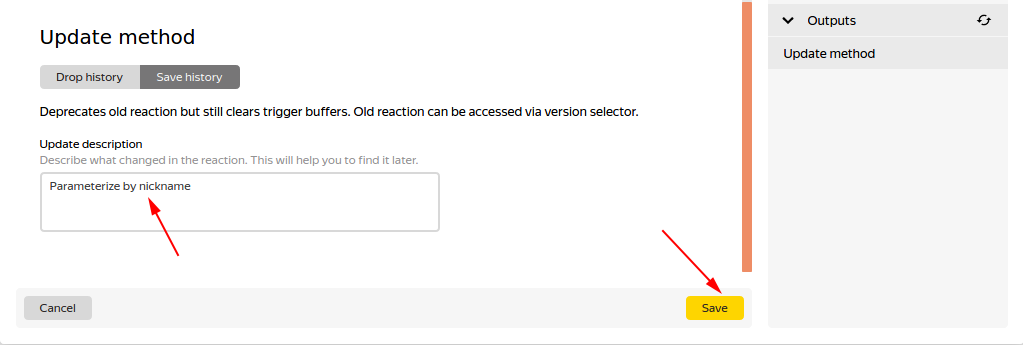 Update method
Drop history
Save history
Deprecates old reaction but still clears trigger buffers. Old reaction can be accessed via version selector.
Update description
Describe what changed in the reaction. This will help you to find it later.
Parameterize by nickname
Cancel
Save
Outputs
Update method